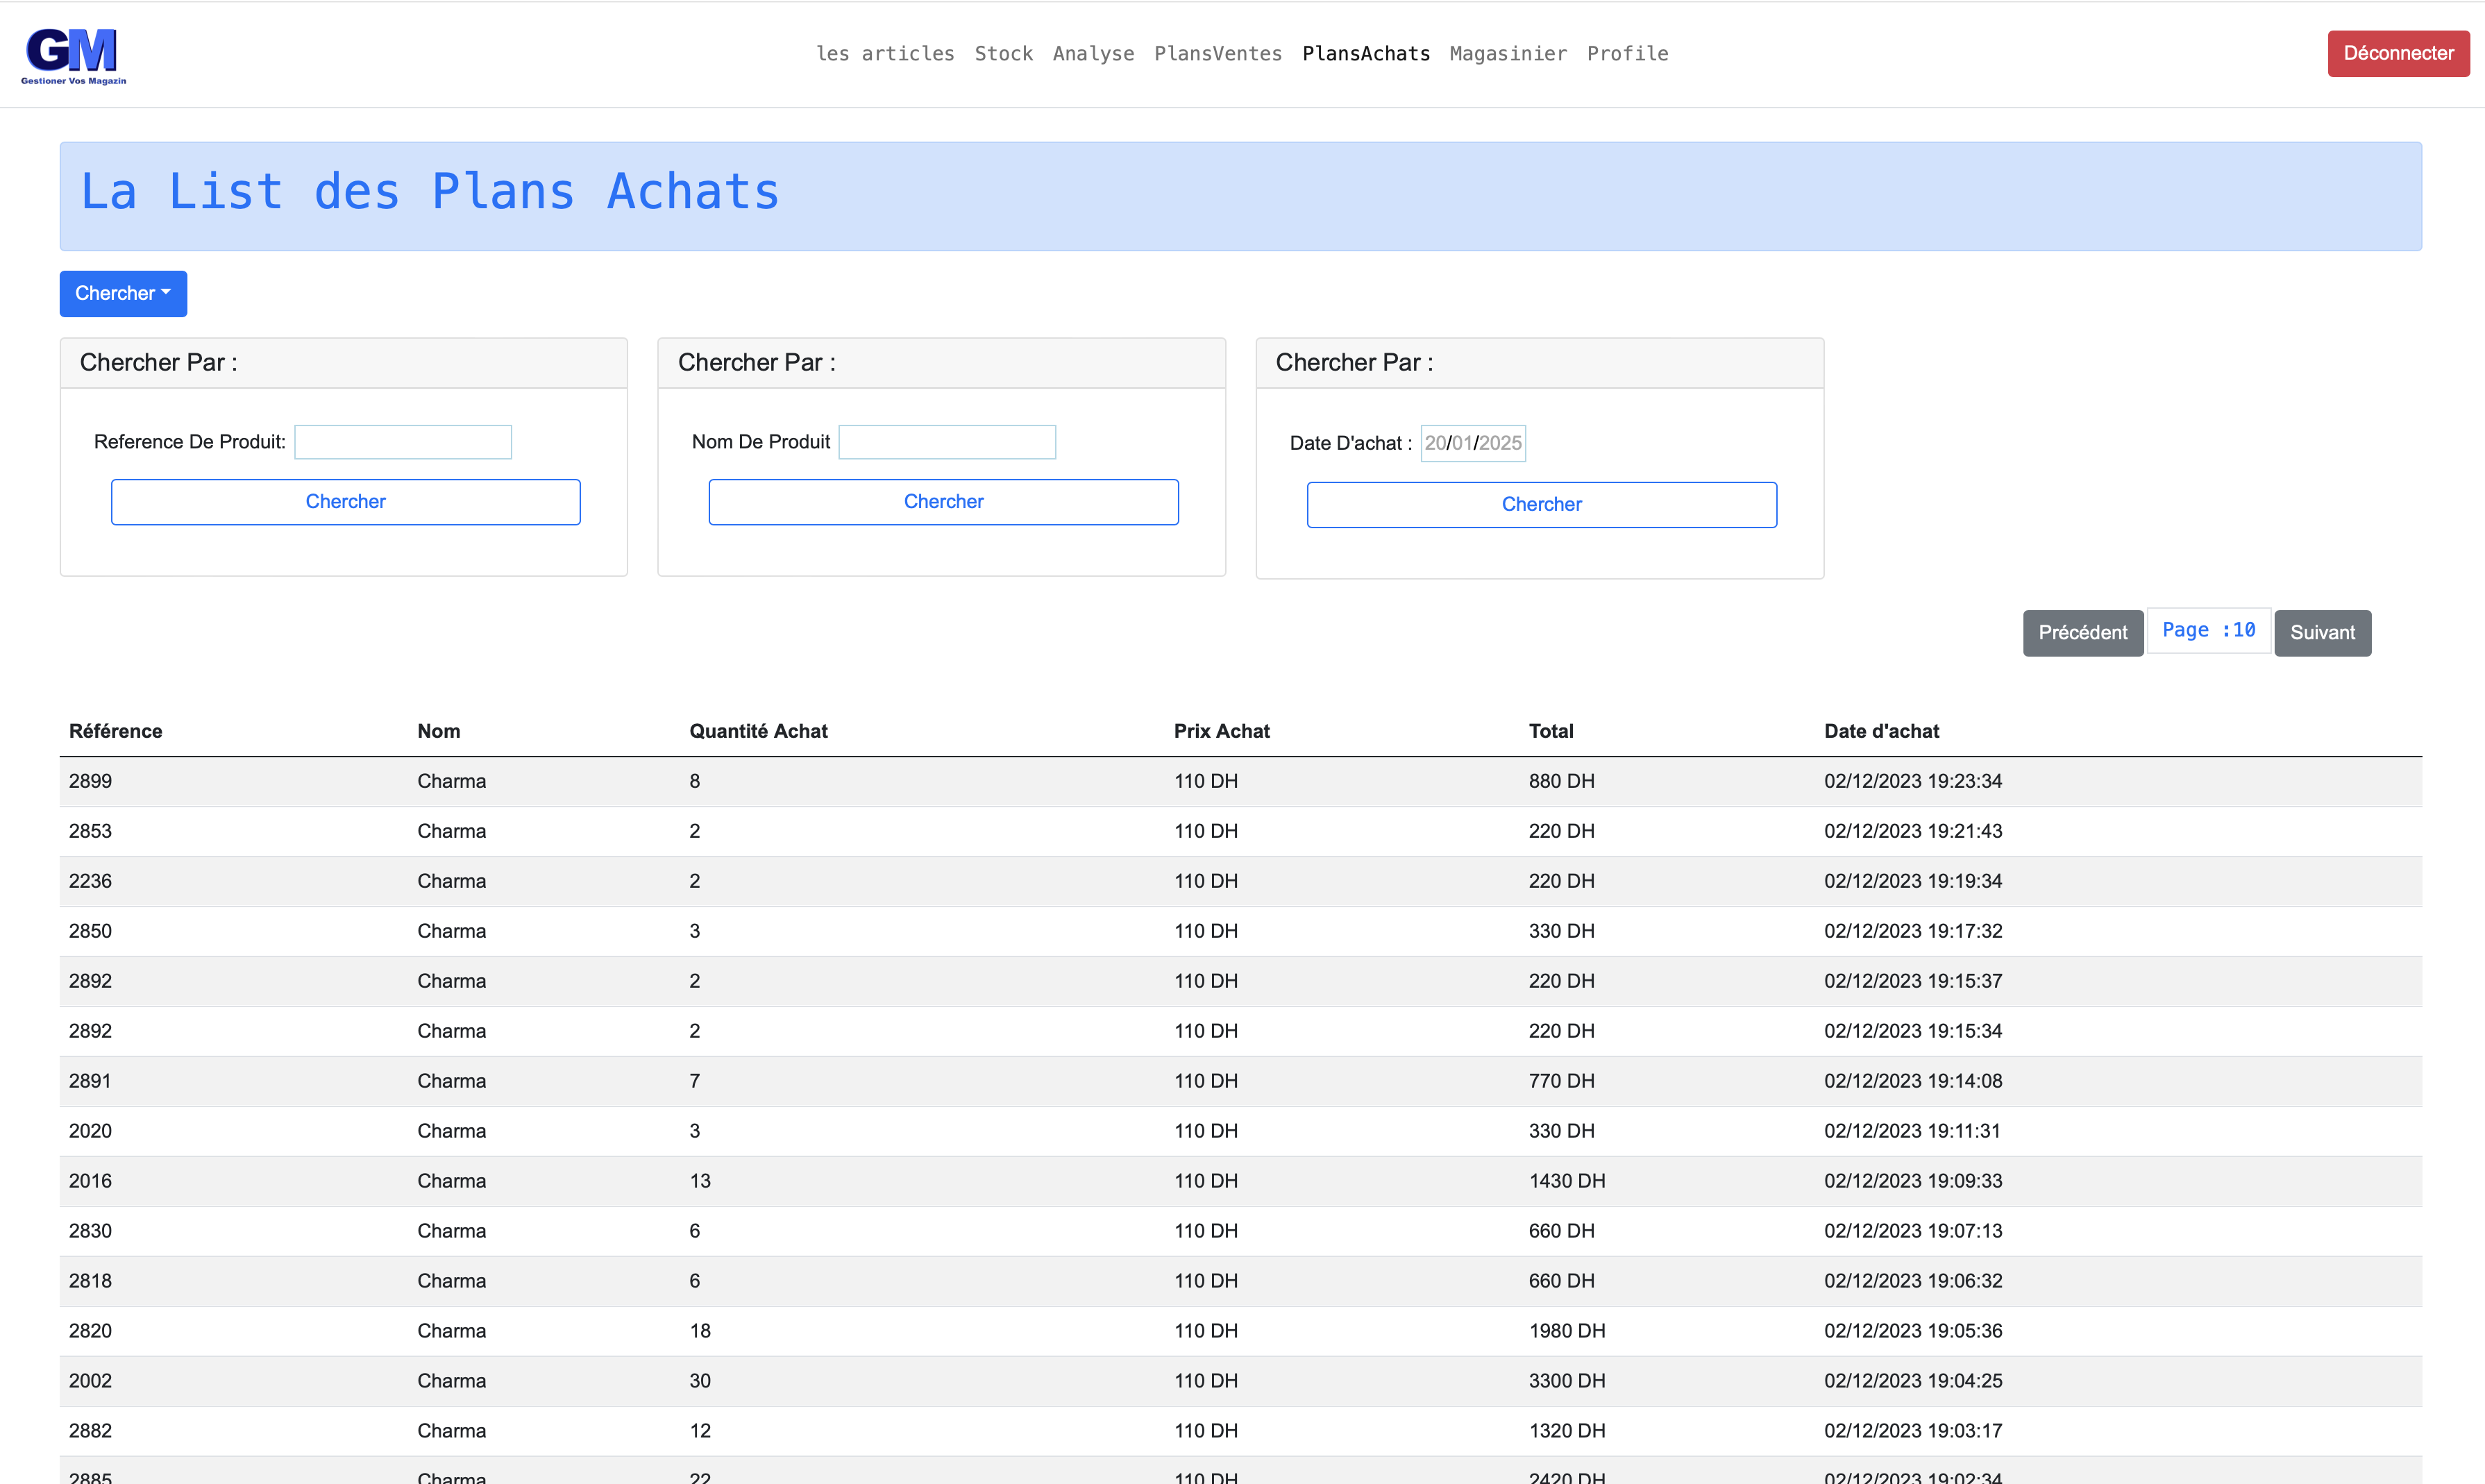 GM
Gestioner Vos Magazin
les articles Stock Analyse PlansVentes PlansAchats Magasinier Profile
Déconnecter
La List des Plans Achats
Chercher
Chercher Par :
Reference De Produit:
Chercher
Chercher Par :
Nom De Produit
Chercher
Chercher Par :
Date D'achat : 20/01/2025
Chercher
Précédent Page :10 Suivant
Référence Nom Quantité Achat Prix Achat Total Date d'achat
2899 Charma 8 110 DH 880 DH 02/12/2023 19:23:34
2853 Charma 2 110 DH 220 DH 02/12/2023 19:21:43
2236 Charma 2 110 DH 220 DH 02/12/2023 19:19:34
2850 Charma 3 110 DH 330 DH 02/12/2023 19:17:32
2892 Charma 2 110 DH 220 DH 02/12/2023 19:15:37
2892 Charma 2 110 DH 220 DH 02/12/2023 19:15:34
2891 Charma 7 110 DH 770 DH 02/12/2023 19:14:08
2020 Charma 3 110 DH 330 DH 02/12/2023 19:11:31
2016 Charma 13 110 DH 1430 DH 02/12/2023 19:09:33
2830 Charma 6 110 DH 660 DH 02/12/2023 19:07:13
2818 Charma 6 110 DH 660 DH 02/12/2023 19:06:32
2820 Charma 18 110 DH 1980 DH 02/12/2023 19:05:36
2002 Charma 30 110 DH 3300 DH 02/12/2023 19:04:25
2882 Charma 12 110 DH 1320 DH 02/12/2023 19:03:17
2885 Charma 22 110 DH 2420 DH 02/12/2023 19:02:34